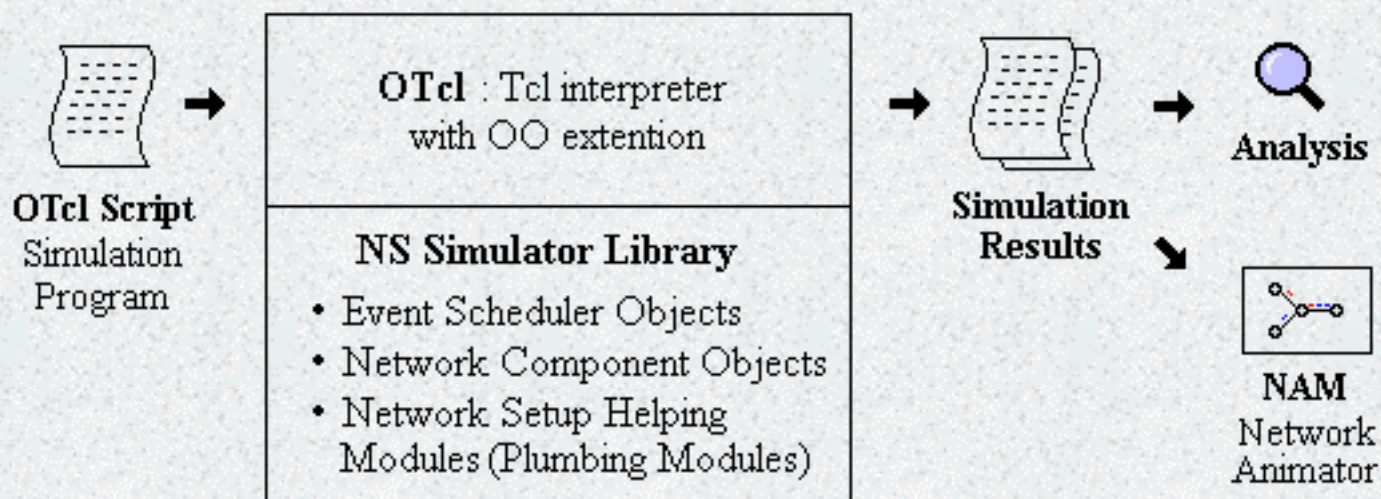 OTcl Script
Simulation
Program
OTcl : Tcl interpreter
with OO extention
NS Simulator Library
• Event Scheduler Objects
• Network Component Objects
• Network Setup Helping
Modules (Plumbing Modules)
Simulation
Results
Analysis
NAM
Network
Animator